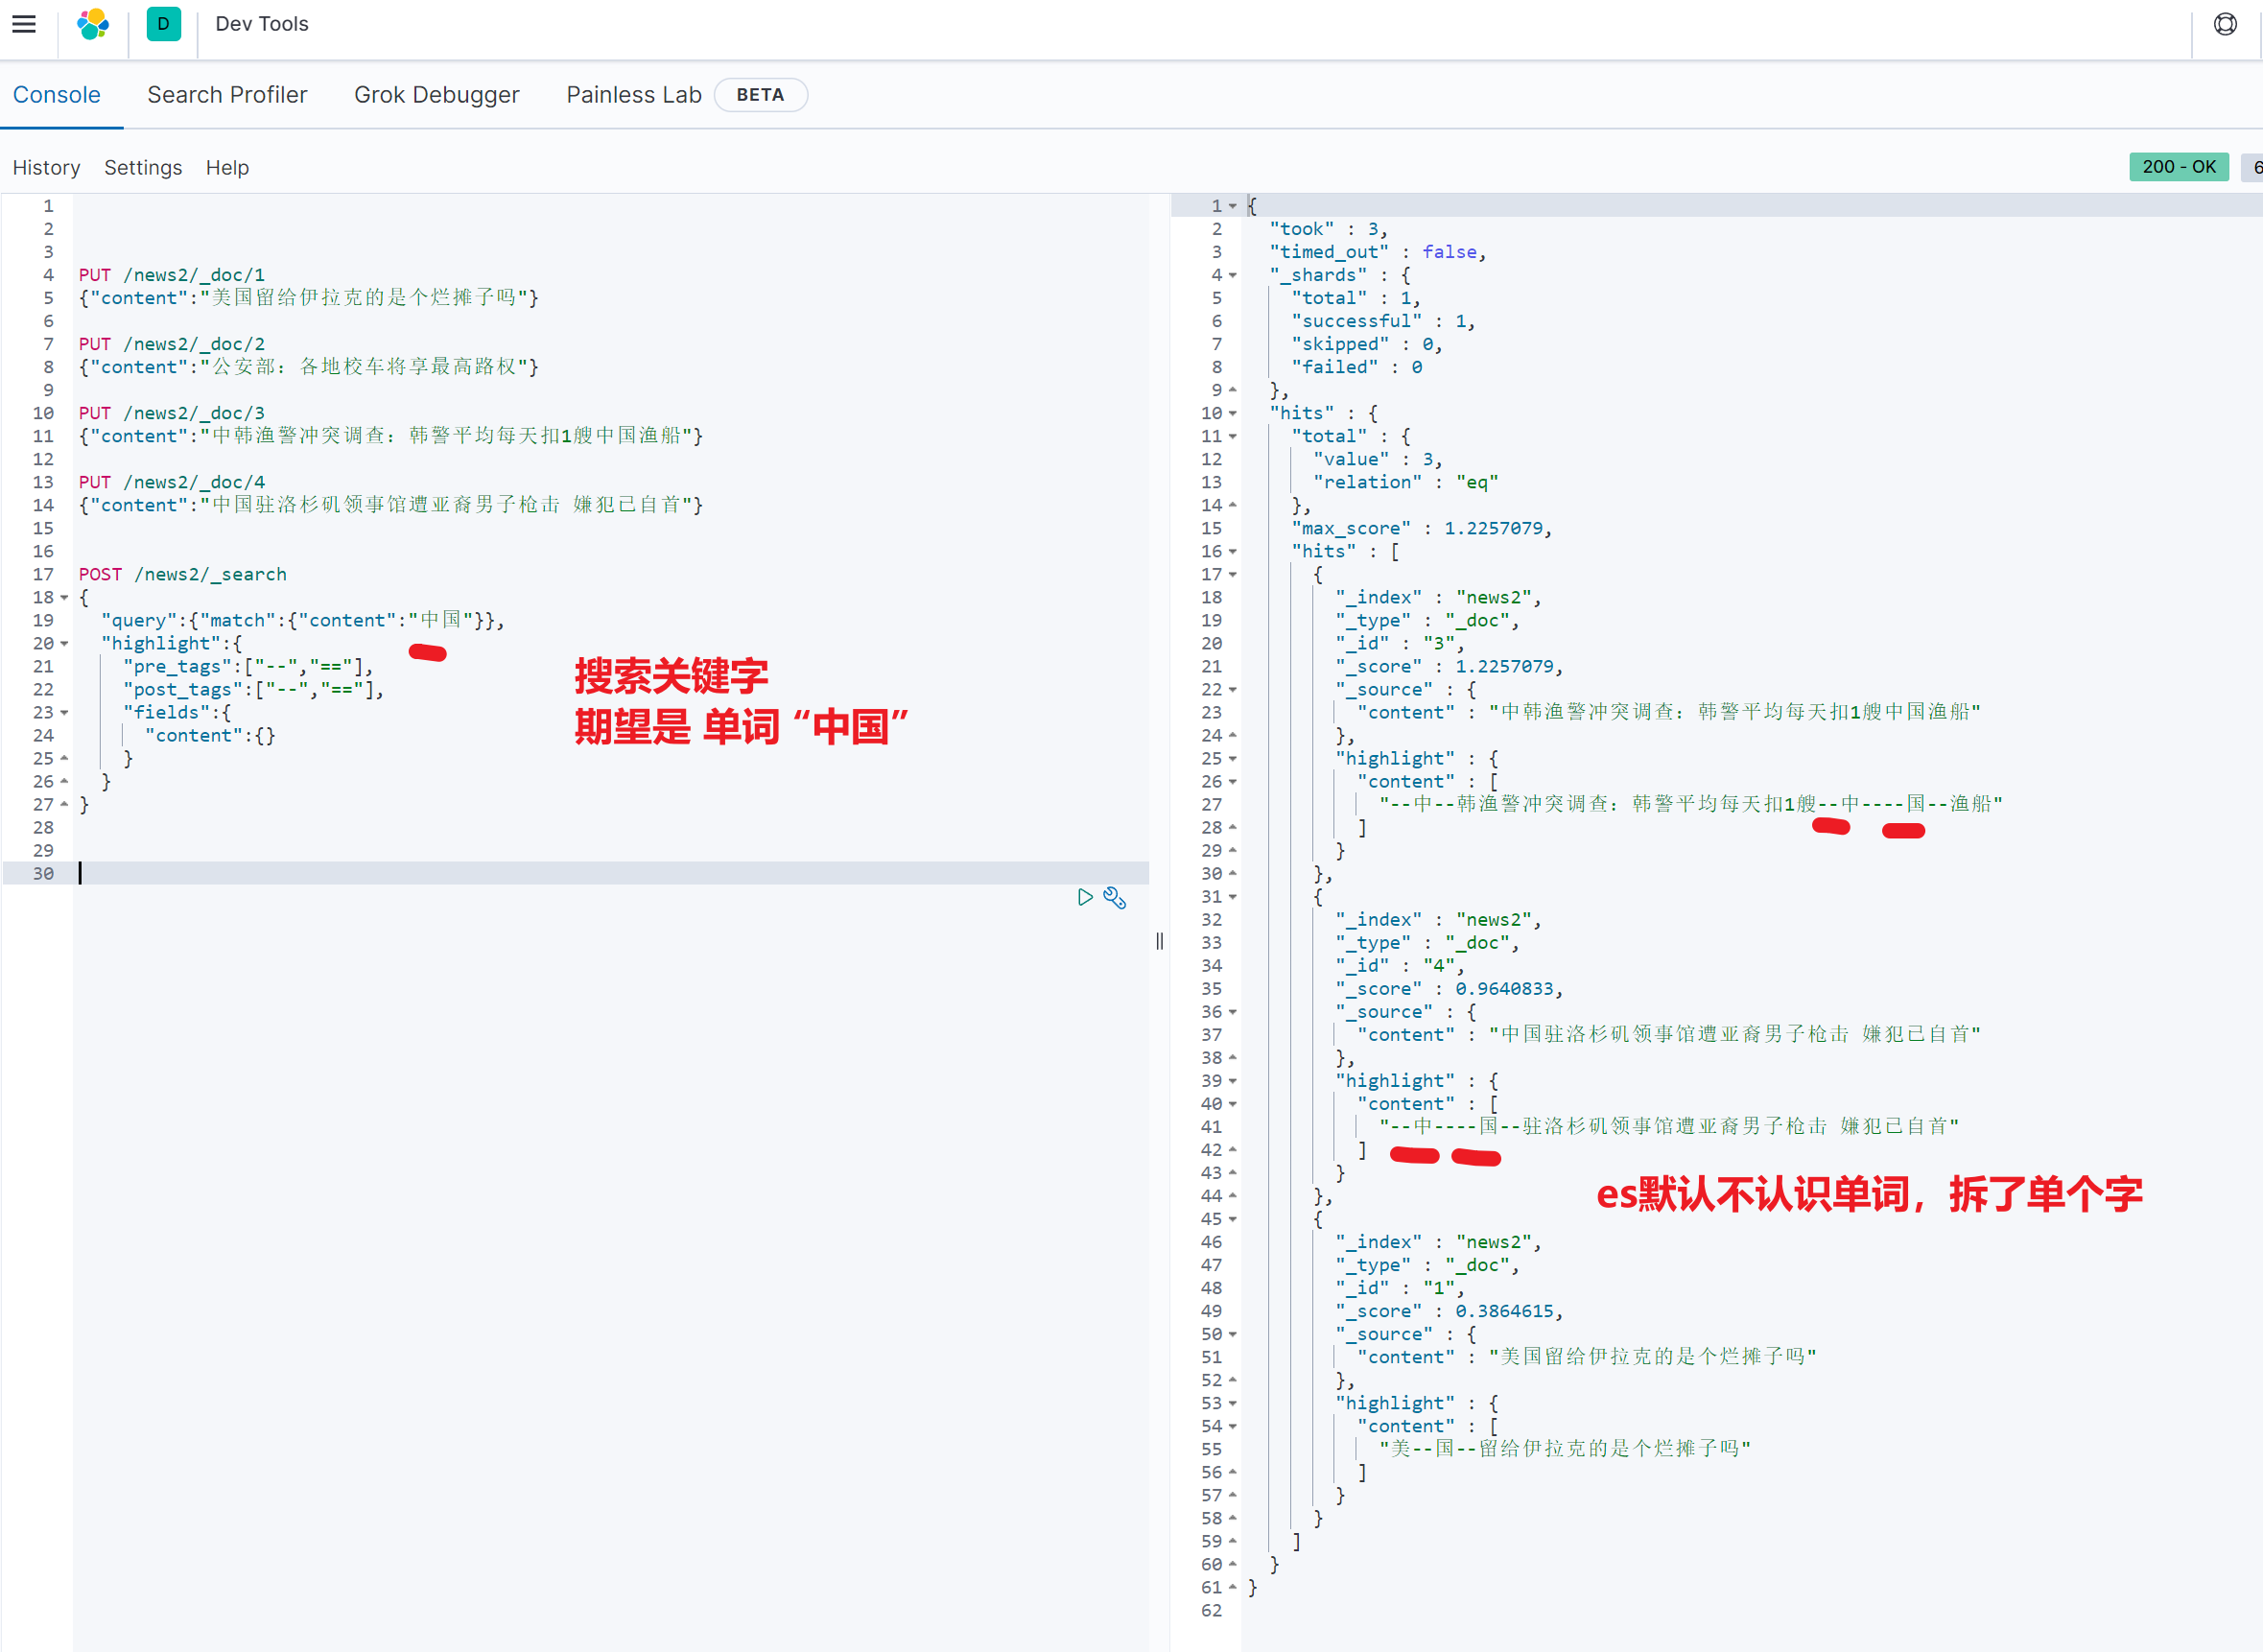 D Dev Tools
Console Search Profiler Grok Debugger Painless Lab BETA
History Settings Help
200 - OK
1
2
3
4 PUT /news2/_doc/1
5 {"content":"美国留给伊拉克的是个烂摊子吗"}
6
7 PUT /news2/_doc/2
8 {"content":"公安部：各地校车将享最高路权"}
9
10 PUT /news2/_doc/3
11 {"content":"中韩渔警冲突调查：韩警平均每天扣1艘中国渔船"}
12
13 PUT /news2/_doc/4
14 {"content":"中国驻洛杉矶领事馆遭亚裔男子枪击 嫌犯已自首"}
15
16
17 POST /news2/_search
18 {
19 "query":{"match":{"content":"中国"}},
20 "highlight":{
21 "pre_tags":["--","=="],
22 "post_tags":["--","=="],
23 "fields":{
24 "content":{}
25 }
26 }
27 }
28
29
30
搜索关键字
期望是 单词 “中国”
1 {
2 "took" : 3,
3 "timed_out" : false,
4 "_shards" : {
5 "total" : 1,
6 "successful" : 1,
7 "skipped" : 0,
8 "failed" : 0
9 },
10 "hits" : {
11 "total" : {
12 "value" : 3,
13 "relation" : "eq"
14 },
15 "max_score" : 1.2257079,
16 "hits" : [
17 {
18 "_index" : "news2",
19 "_type" : "_doc",
20 "_id" : "3",
21 "_score" : 1.2257079,
22 "_source" : {
23 "content" : "中韩渔警冲突调查：韩警平均每天扣1艘中国渔船"
24 },
25 "highlight" : {
26 "content" : [
27 "--中--韩渔警冲突调查：韩警平均每天扣1艘--中----国--渔船"
28 ]
29 }
30 },
31 {
32 "_index" : "news2",
33 "_type" : "_doc",
34 "_id" : "4",
35 "_score" : 0.9640833,
36 "_source" : {
37 "content" : "中国驻洛杉矶领事馆遭亚裔男子枪击 嫌犯已自首"
38 },
39 "highlight" : {
40 "content" : [
41 "--中----国--驻洛杉矶领事馆遭亚裔男子枪击 嫌犯已自首"
42 ]
43 }
44 },
45 {
46 "_index" : "news2",
47 "_type" : "_doc",
48 "_id" : "1",
49 "_score" : 0.3864615,
50 "_source" : {
51 "content" : "美国留给伊拉克的是个烂摊子吗"
52 },
53 "highlight" : {
54 "content" : [
55 "美--国--留给伊拉克的是个烂摊子吗"
56 ]
57 }
58 }
59 ]
60 }
61 }
62
es默认不认识单词，拆了单个字